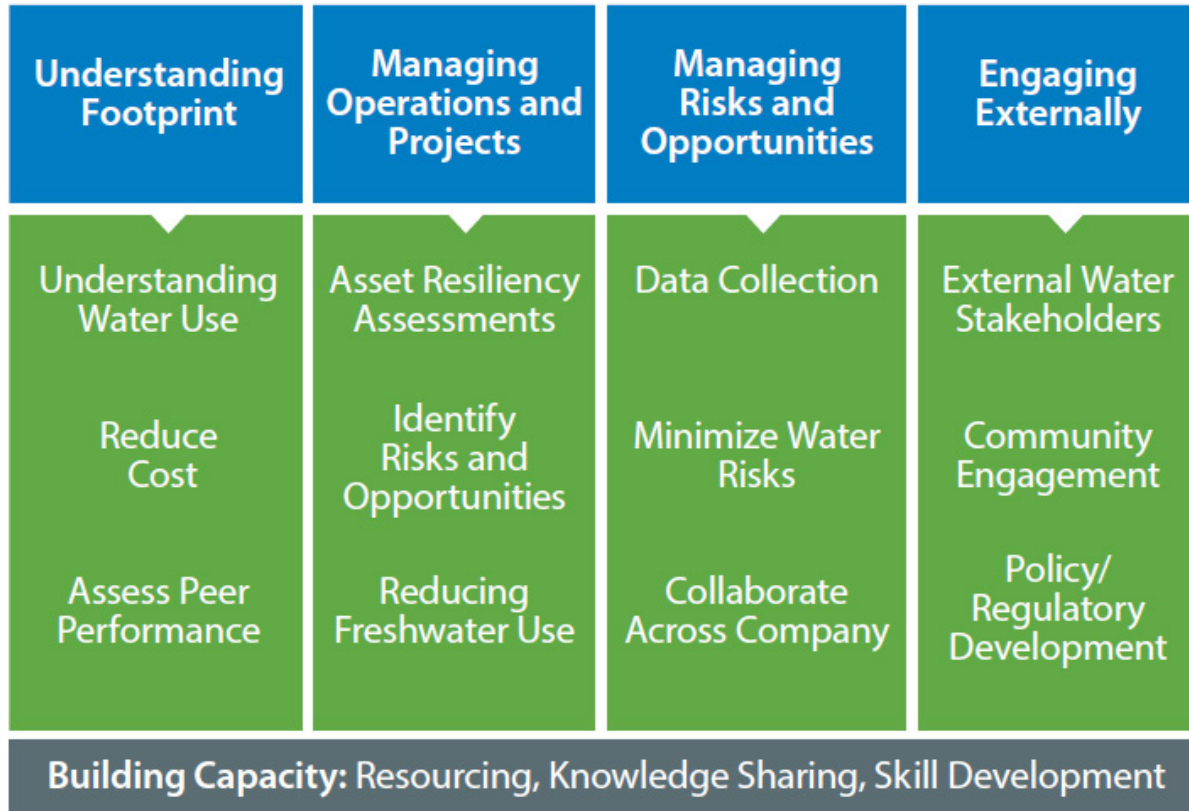 Understanding
Footprint
Managing
Operations and
Projects
Managing
Risks and
Opportunities
Engaging
Externally
Understanding
Water Use
Reduce
Cost
Assess Peer
Performance
Asset Resiliency
Assessments
Identify
Risks and
Opportunities
Reducing
Freshwater Use
Data Collection
Minimize Water
Risks
Collaborate
Across Company
External Water
Stakeholders
Community
Engagement
Policy/
Regulatory
Development
Building Capacity: Resourcing, Knowledge Sharing, Skill Development